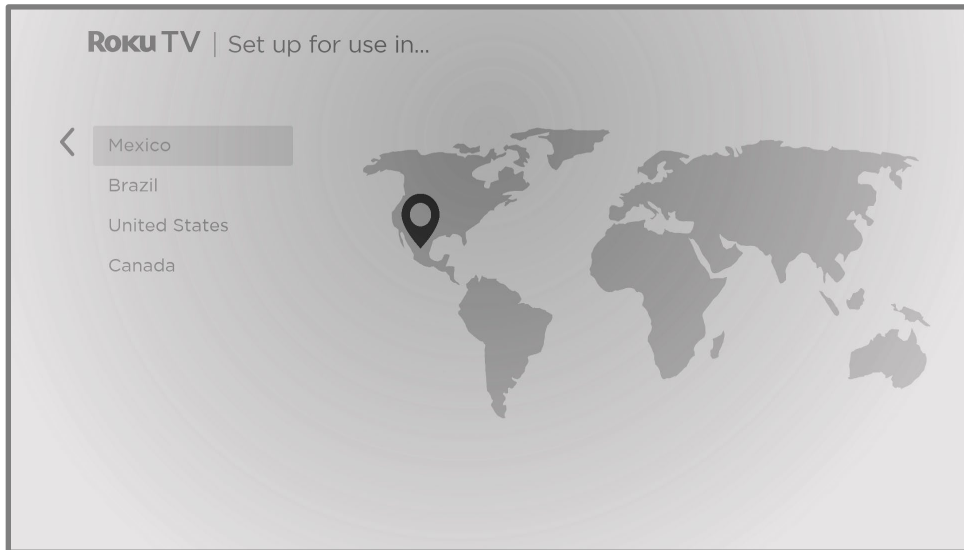 Roku TV | Set up for use in...
Mexico
Brazil
United States
Canada